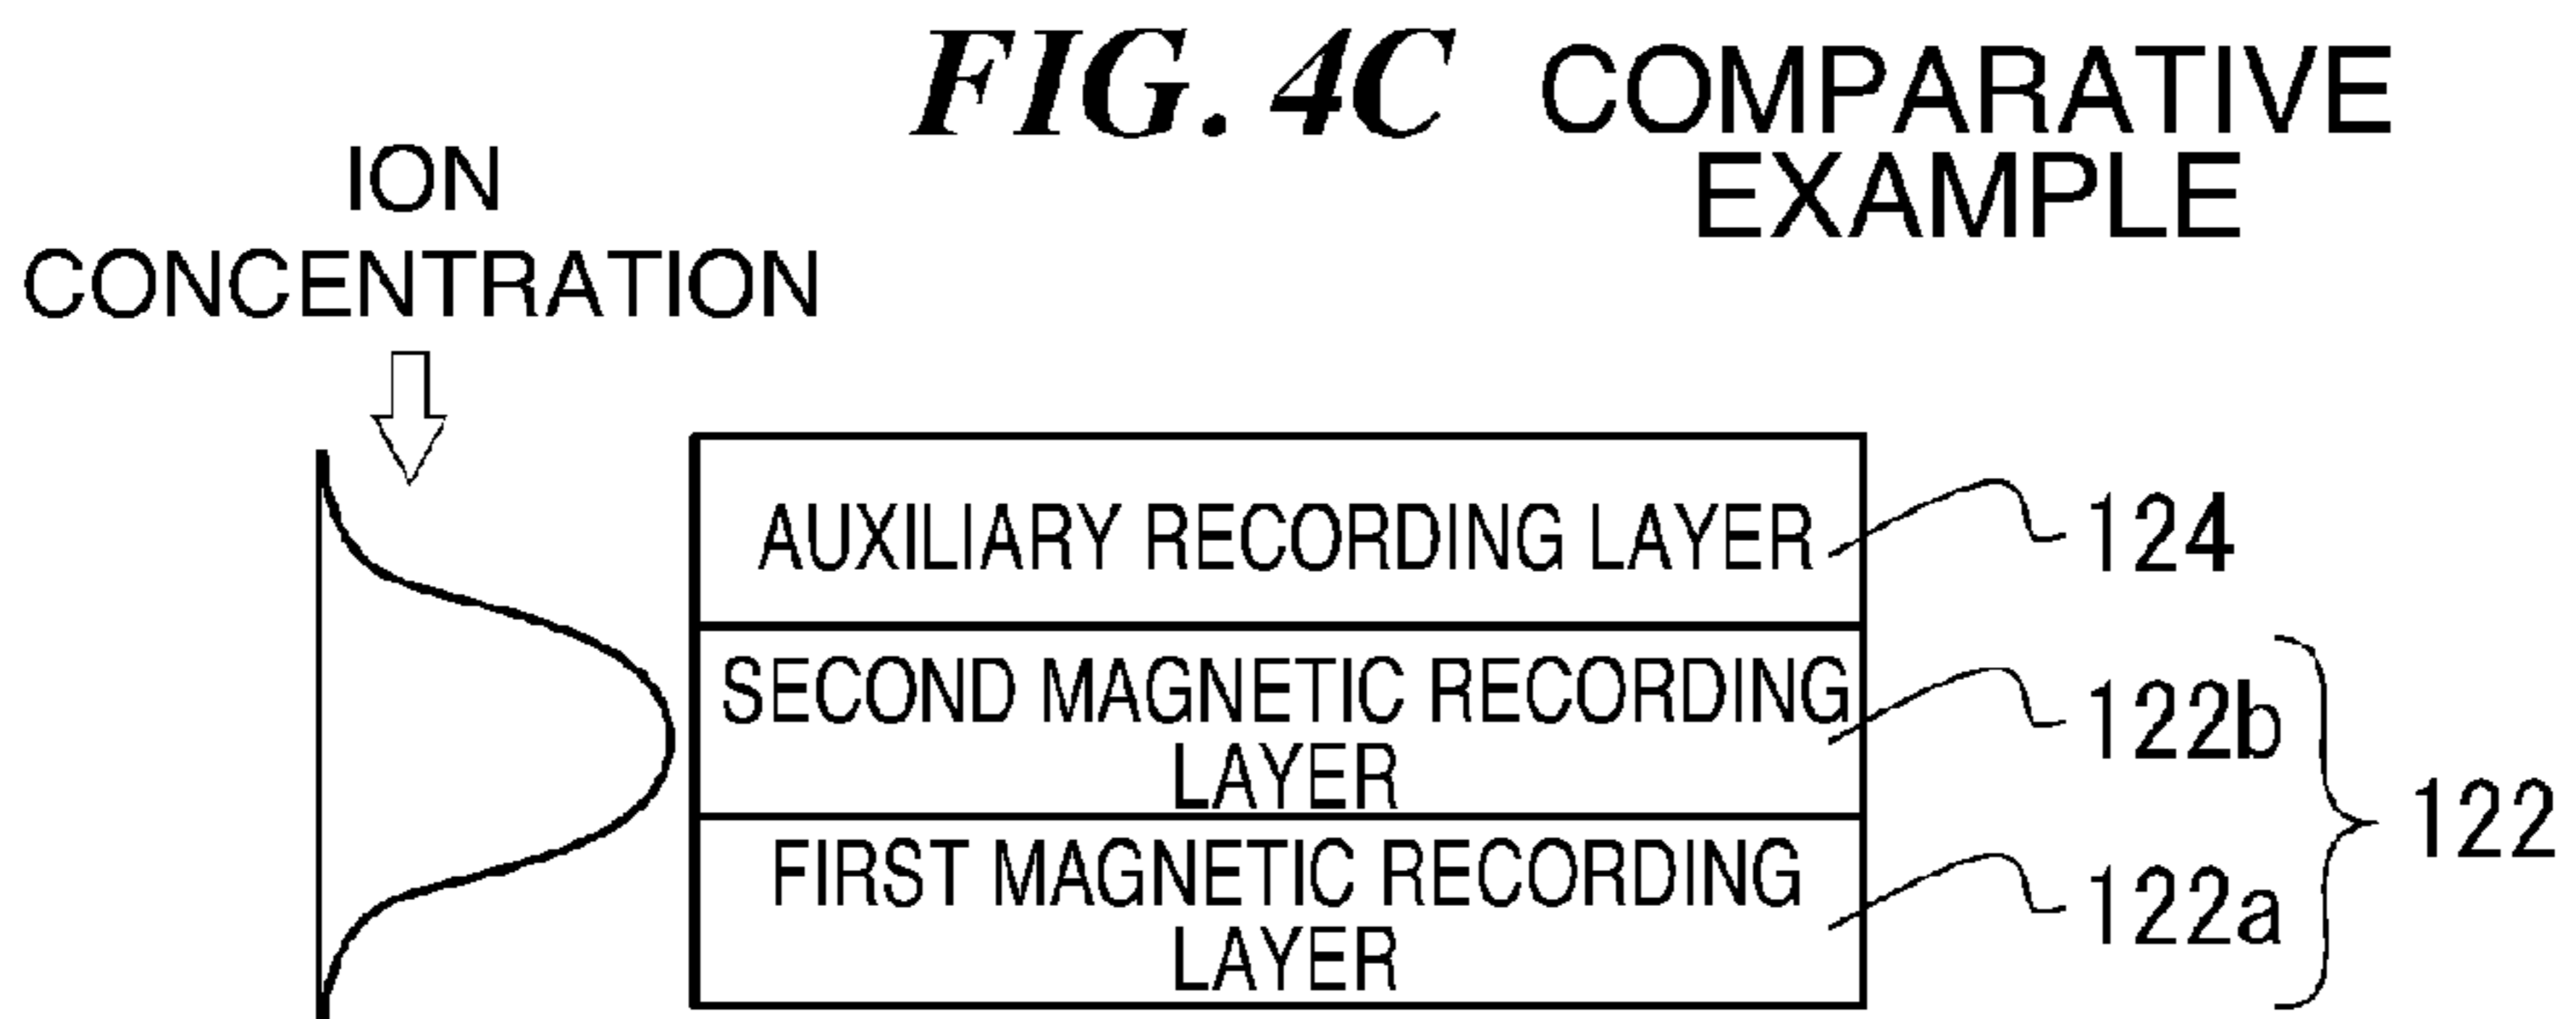 FIG. 4C COMPARATIVE
EXAMPLE
ION
CONCENTRATION
AUXILIARY RECORDING LAYER
124
SECOND MAGNETIC RECORDING
LAYER
122b
FIRST MAGNETIC RECORDING
LAYER
122a
122